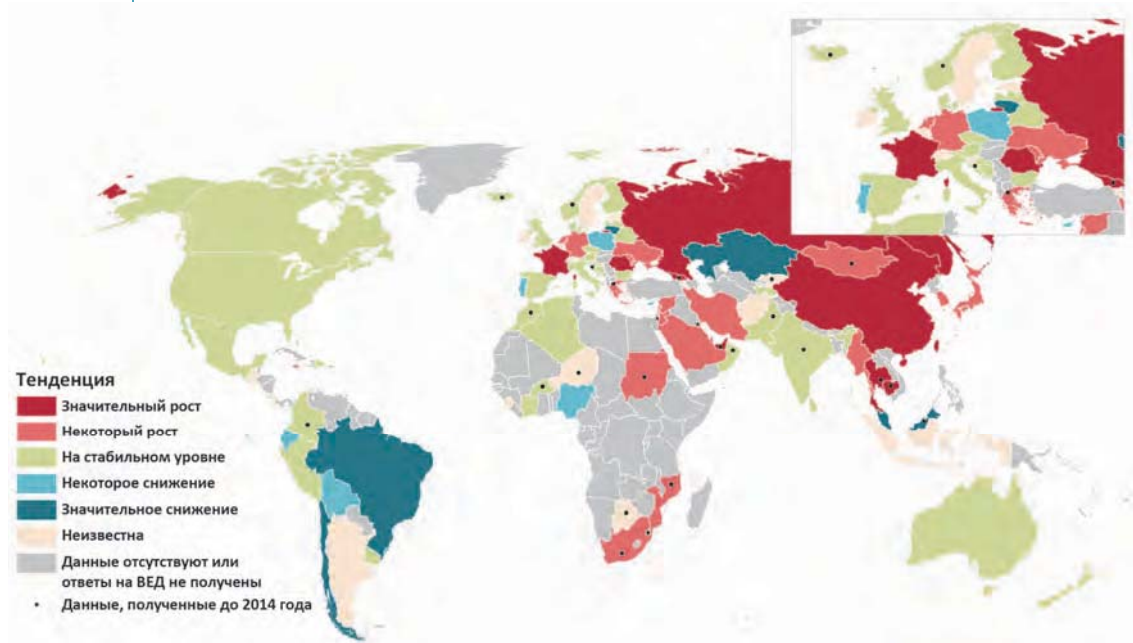 Тенденция
Значительный рост
Некоторый рост
На стабильном уровне
Некоторое снижение
Значительное снижение
Неизвестна
Данные отсутствуют или
ответы на ВЕД не получены
Данные, полученные до 2014 года